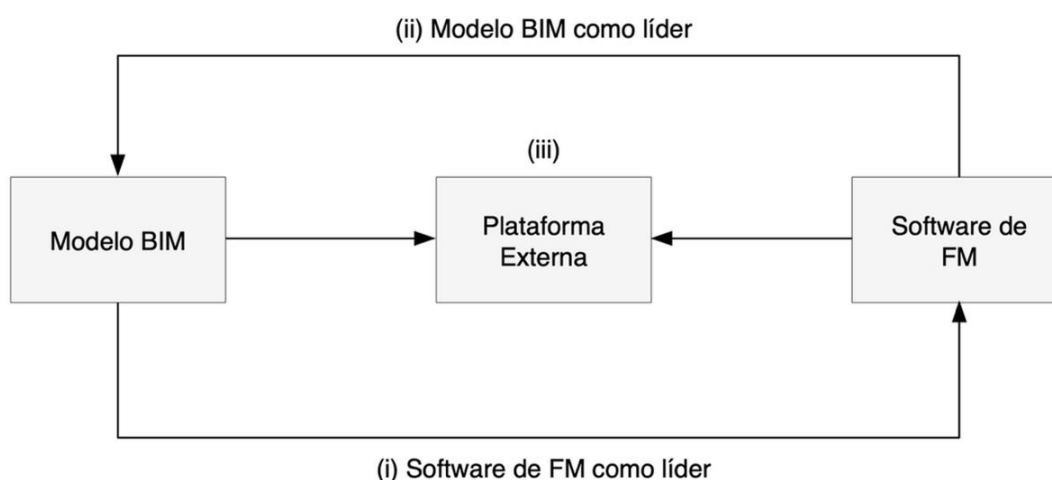 (ii) Modelo BIM como líder
(iii)
Modelo BIM
Plataforma
Externa
Software de
FM
(i) Software de FM como líder